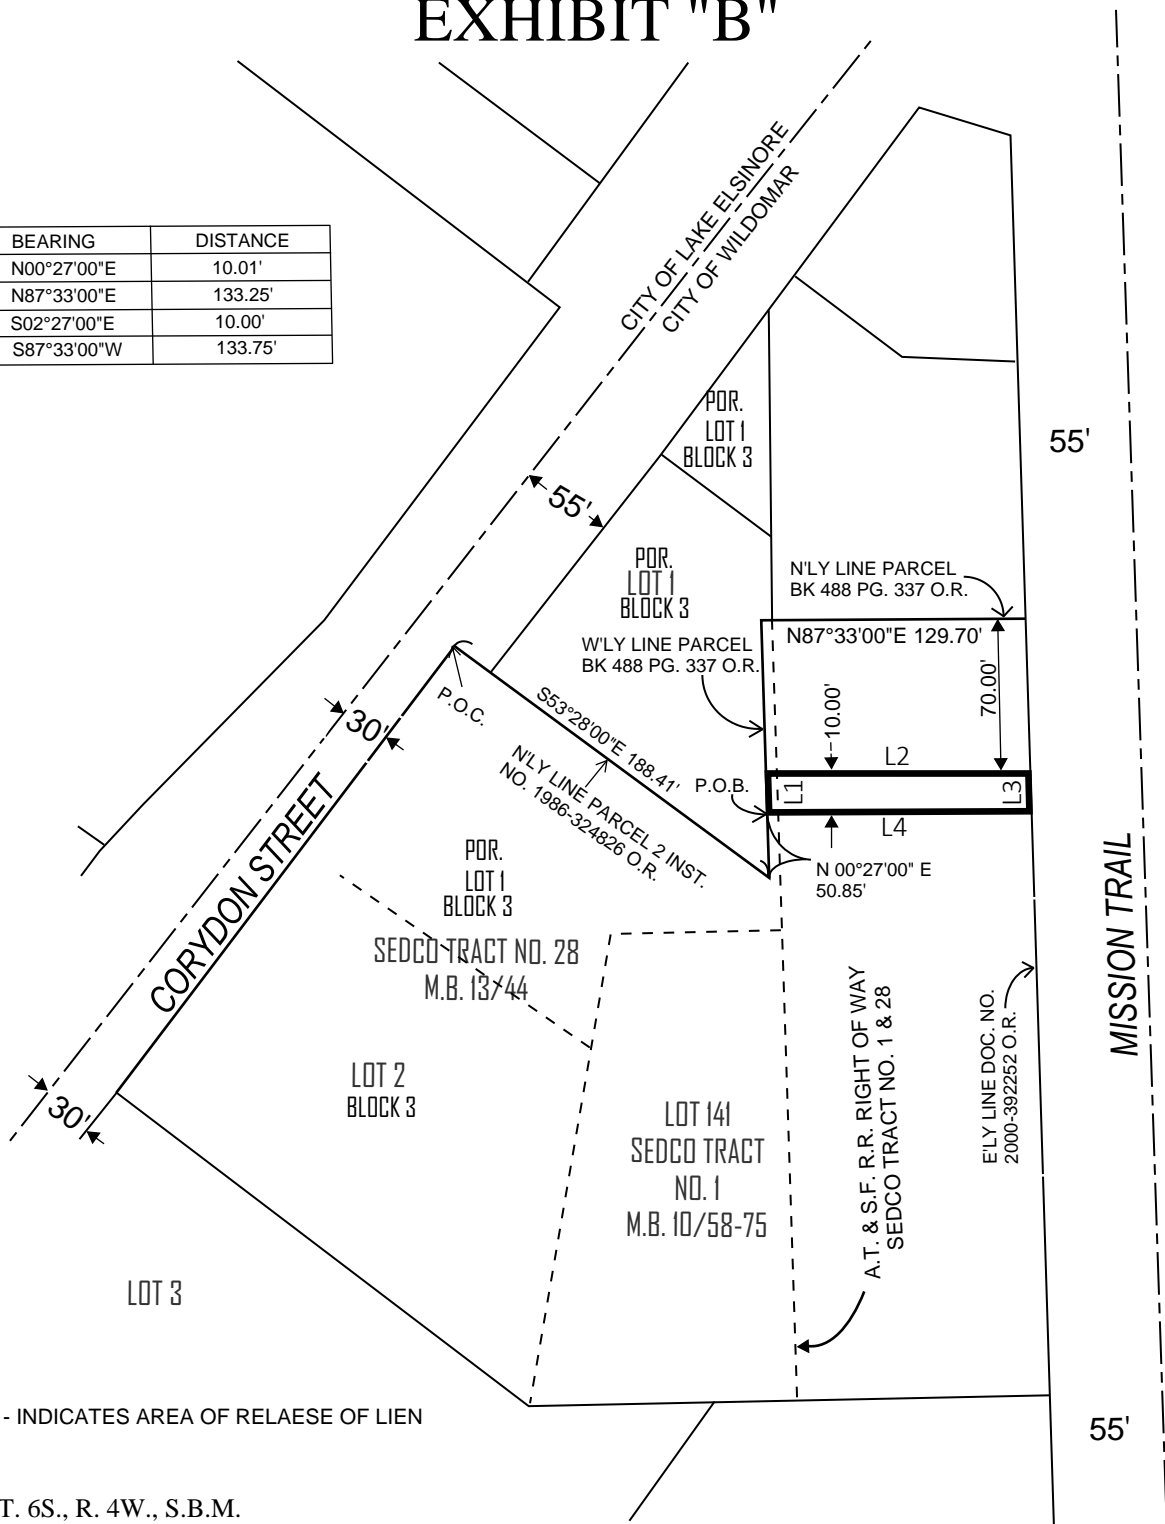 EXHIBIT "B"
BEARING DISTANCE
N00°27'00"E 10.01'
N87°33'00"E 133.25'
S02°27'00"E 10.00'
S87°33'00"W 133.75'
CITY OF LAKE ELSINORE
CITY OF WILDOMAR
POR.
LOT 1
BLOCK 3
55'
55'
POR.
LOT 1
BLOCK 3
N'LY LINE PARCEL
BK 488 PG. 337 O.R.
N87°33'00"E 129.70'
W'LY LINE PARCEL
BK 488 PG. 337 O.R.
70.00'
10.00'
P.O.C.
S53°28'00"E 188.41'
N'LY LINE PARCEL 2 INST.
NO. 1986-324826 O.R.
30'
P.O.B.
L1
L2
L3
L4
N 00°27'00" E
50.85'
CORYDON STREET
POR.
LOT 1
BLOCK 3
SEDCO TRACT NO. 28
M.B. 13/44
MISSION TRAIL
A.T. & S.F. R.R. RIGHT OF WAY
SEDCO TRACT NO. 1 & 28
E'LY LINE DOC. NO.
2000-392252 O.R.
LOT 2
BLOCK 3
30'
LOT 141
SEDCO TRACT
NO. 1
M.B. 10/58-75
LOT 3
- INDICATES AREA OF RELAESE OF LIEN
55'
T. 6S., R. 4W., S.B.M.